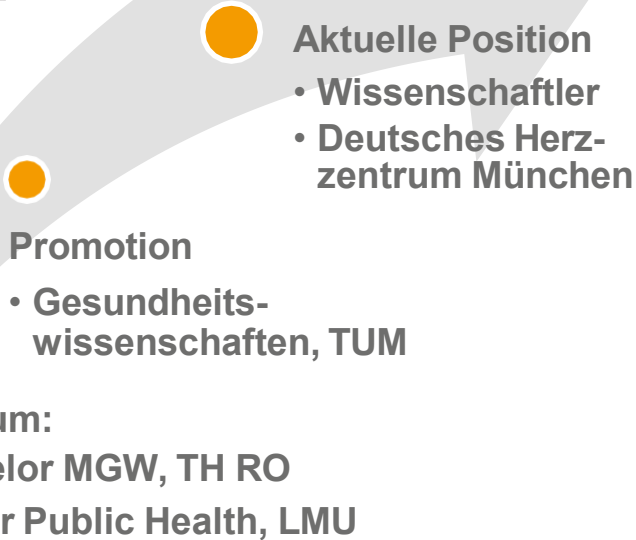 Aktuelle Position
• Wissenschaftler
• Deutsches Herz-
zentrum München
Promotion
• Gesundheits-
wissenschaften, TUM
um:
elor MGW, TH RO
r Public Health, LMU